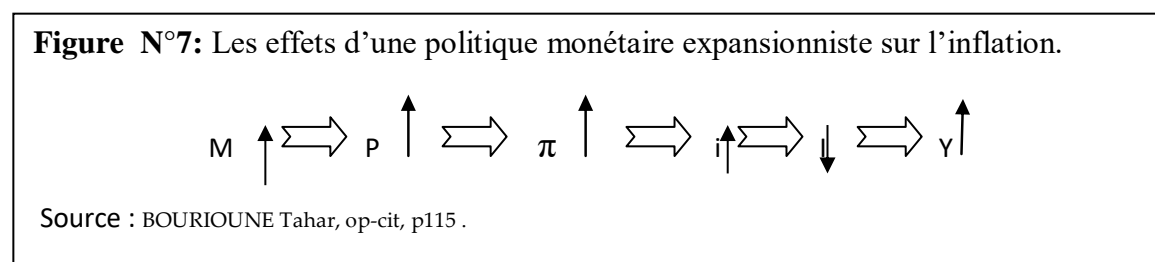 Figure N°7: Les effets d’une politique monétaire expansionniste sur l’inflation.
M ↑ ⇨ P ↑ ⇨ π ↑ ⇨ i ↑ ⇨ I ↓ ⇨ Y ↑
Source : BOURIOUNE Tahar, op-cit, p115 .